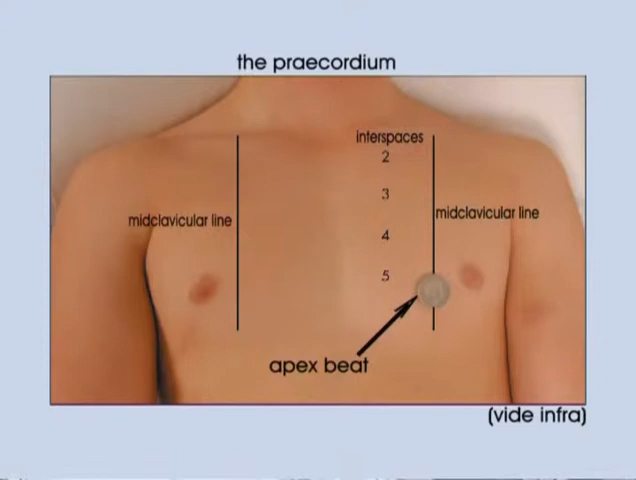 the praecordium
interspaces
2
3
midclavicular line
midclavicular line
4
5
apex beat
(vide infra)